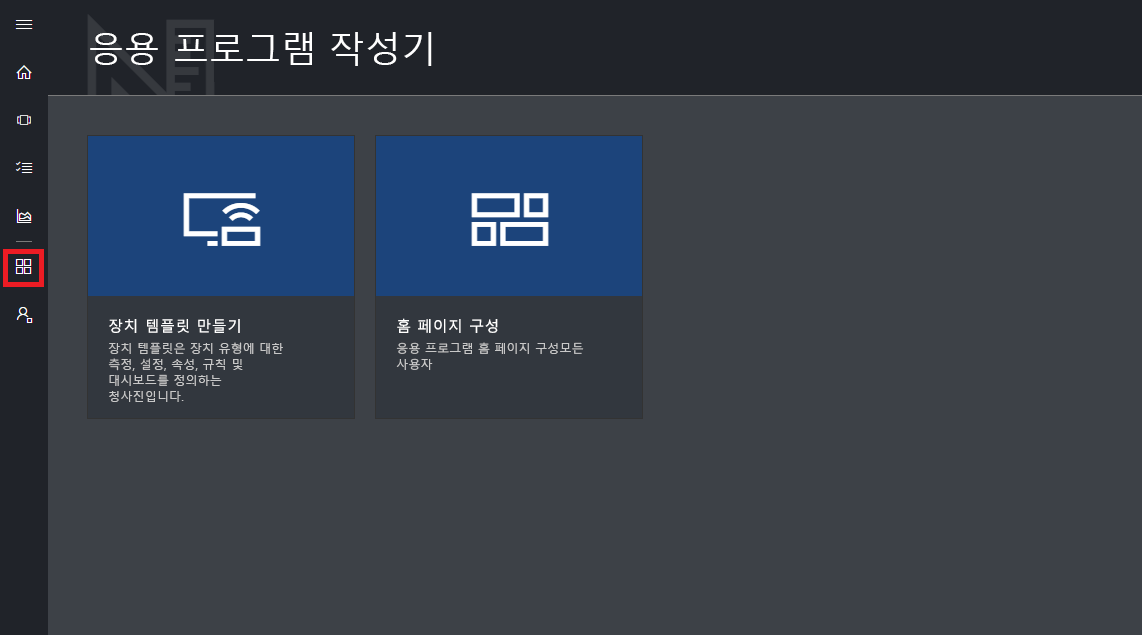 응용 프로그램 작성기
장치 템플릿 만들기
장치 템플릿은 장치 유형에 대한
측정, 설정, 속성, 규칙 및
대시보드를 정의하는
청사진입니다.
홈 페이지 구성
응용 프로그램 홈 페이지 구성모든
사용자